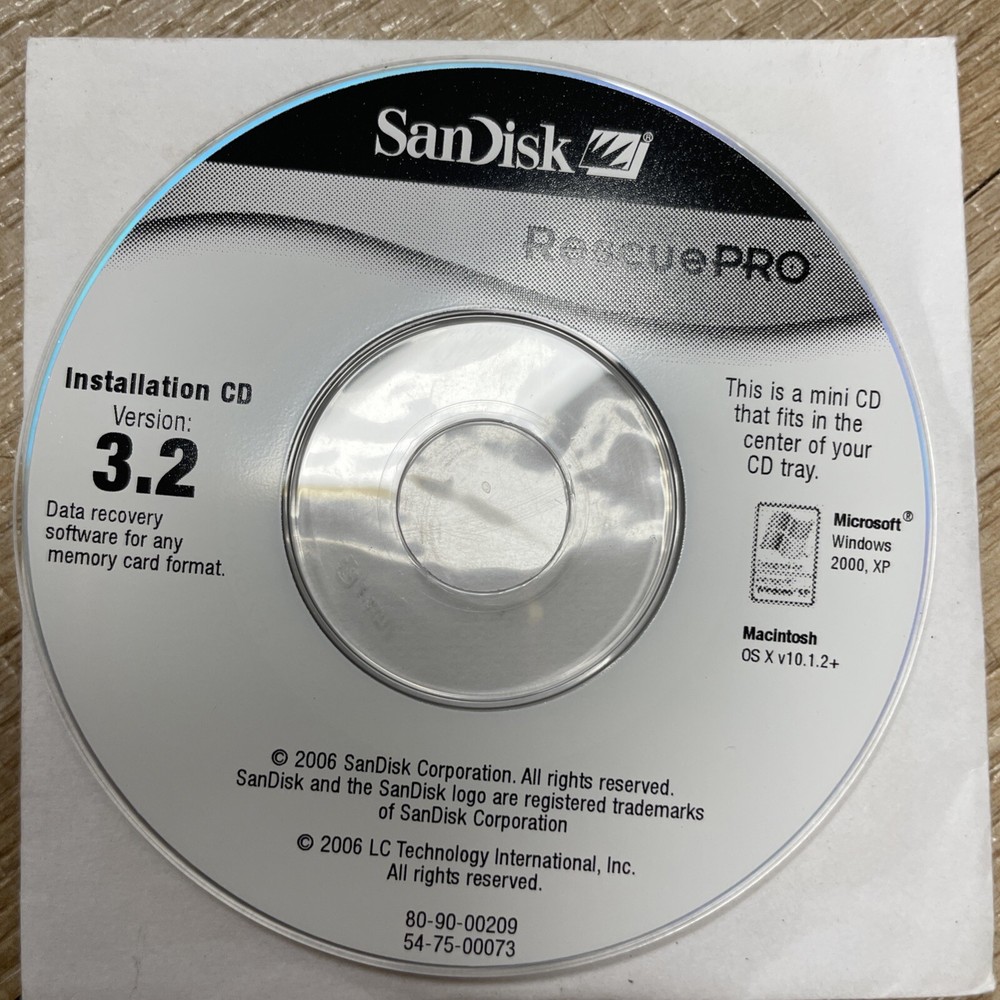 SanDisk®
RescuePRO™
Installation CD
Version:
3.2
Data recovery
software for any
memory card format.
This is a mini CD
that fits in the
center of your
CD tray.
Microsoft®
Windows
2000, XP
Macintosh
OS X v10.1.2+
© 2006 SanDisk Corporation. All rights reserved.
SanDisk and the SanDisk logo are registered trademarks
of SanDisk Corporation
© 2006 LC Technology International, Inc.
All rights reserved.
80-90-00209
54-75-00073